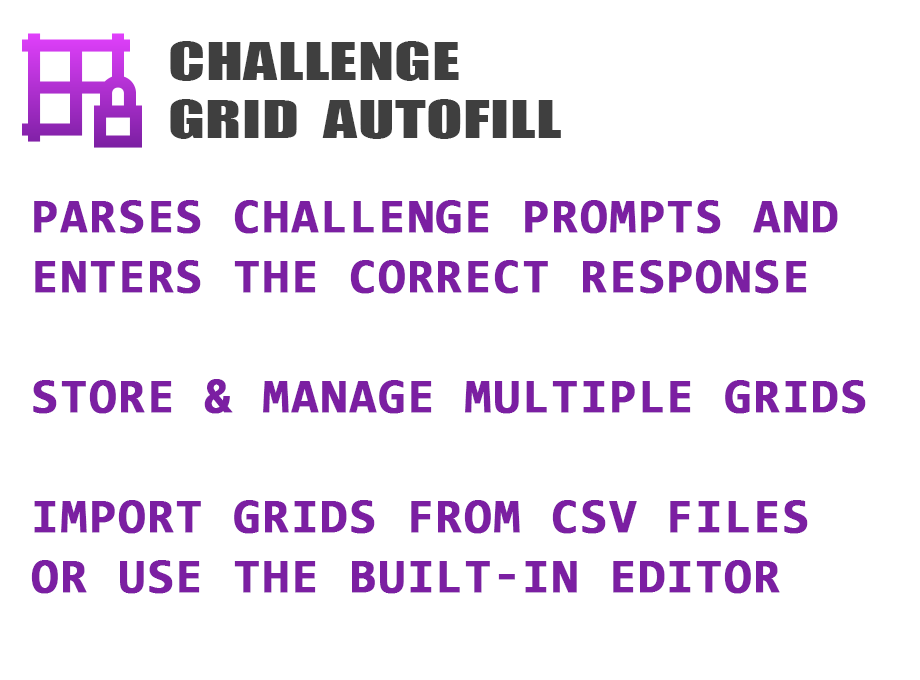 CHALLENGE
GRID AUTOFILL
PARSES CHALLENGE PROMPTS AND
ENTERS THE CORRECT RESPONSE
STORE & MANAGE MULTIPLE GRIDS
IMPORT GRIDS FROM CSV FILES
OR USE THE BUILT-IN EDITOR